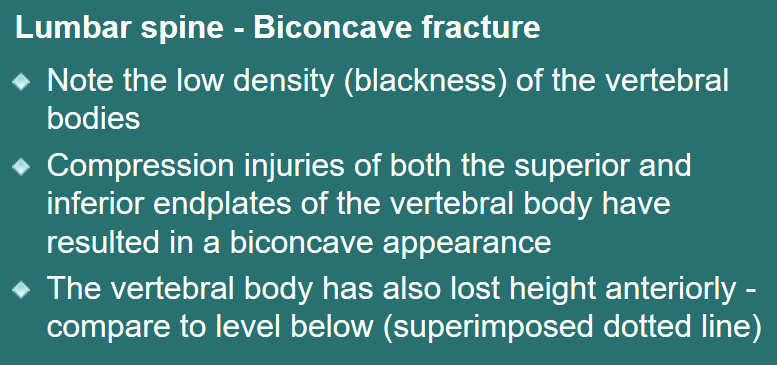 Lumbar spine - Biconcave fracture
Note the low density (blackness) of the vertebral
bodies
Compression injuries of both the superior and
inferior endplates of the vertebral body have
resulted in a biconcave appearance
The vertebral body has also lost height anteriorly -
compare to level below (superimposed dotted line)